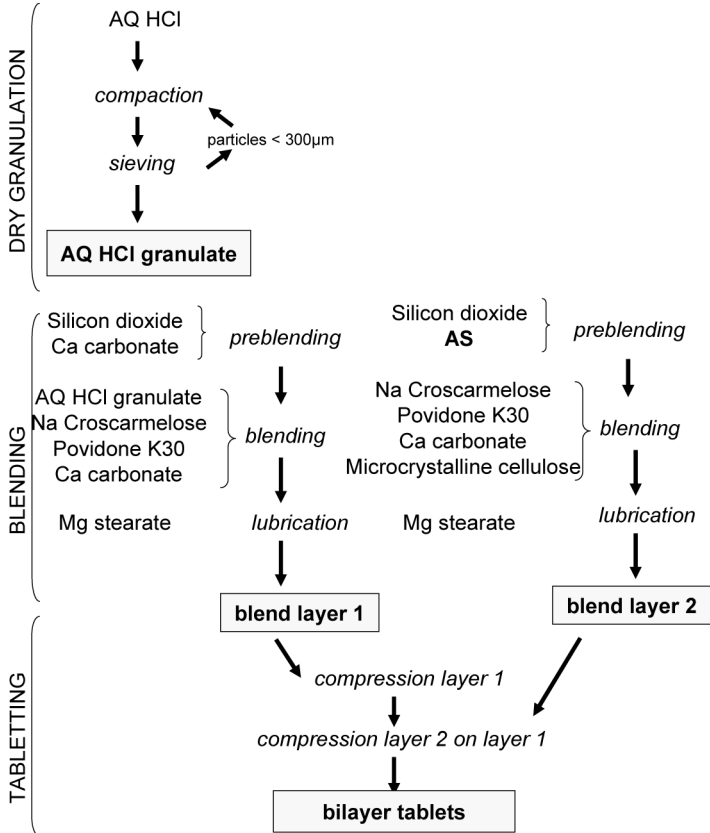 DRY GRANULATION
AQ HCl
compaction
particles < 300µm
sieving
AQ HCl granulate
BLENDING
Silicon dioxide
Ca carbonate
preblending
AQ HCl granulate
Na Croscarmelose
Povidone K30
Ca carbonate
blending
Mg stearate
lubrication
blend layer 1
Silicon dioxide
AS
preblending
Na Croscarmelose
Povidone K30
Ca carbonate
Microcrystalline cellulose
blending
Mg stearate
lubrication
blend layer 2
TABLETTING
compression layer 1
compression layer 2 on layer 1
bilayer tablets